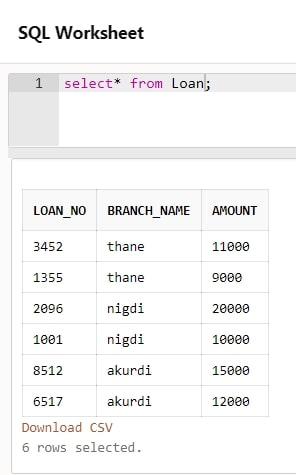 SQL Worksheet
1 select* from Loan;
LOAN_NO BRANCH_NAME AMOUNT
3452 thane 11000
1355 thane 9000
2096 nigdi 20000
1001 nigdi 10000
8512 akurdi 15000
6517 akurdi 12000
Download CSV
6 rows selected.